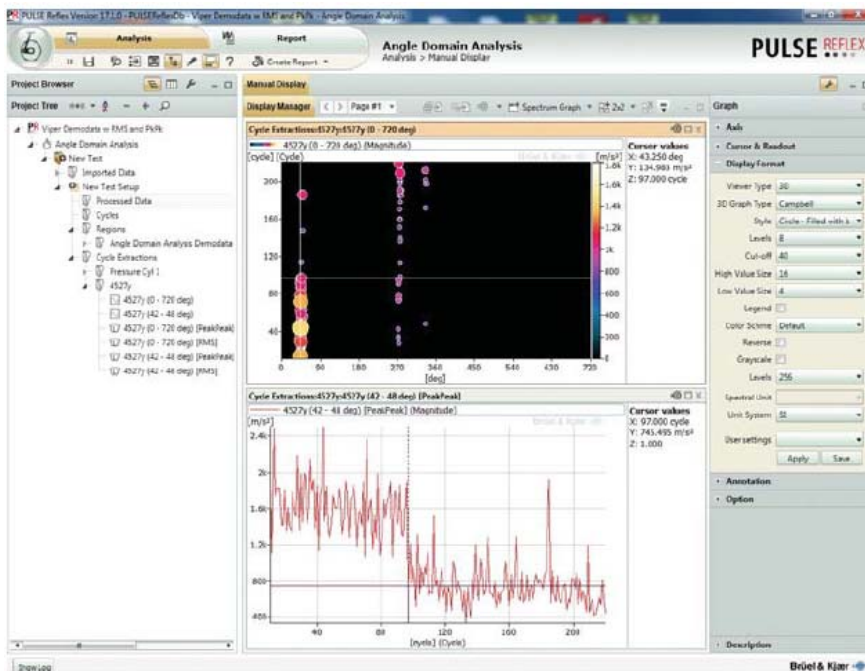 PULSE Reflex Version 17.1.0 - PULSEReflexDb - Viper Demodata w RMS and PkPk - Angle Domain Analysis
Analysis
Report
Create Report
Angle Domain Analysis
Analysis > Manual Display
PULSE REFLEX
Project Browser
Project Tree
Viper Demodata w RMS and PkPk
Angle Domain Analysis
New Test
Imported Data
New Test Setup
Processed Data
Cycles
Regions
Angle Domain Analysis Demodata
Cycle Extractions
Pressure Cyl 1
4527y
4527y (0 - 720 deg)
4527y (42 - 48 deg)
4527y (0 - 720 deg) [PeakPeak]
4527y (0 - 720 deg) [RMS]
4527y (42 - 48 deg) [PeakPeak]
4527y (42 - 48 deg) [RMS]
Show Log
Manual Display
Display Manager
Page #1
Spectrum Graph
2x2
Cycle Extractions:4527y:4527y (0 - 720 deg)
4527y (0 - 720 deg) (Magnitude)
[cycle] (Cycle)
Brüel & Kjær
[m/s²]
200
160
120
80
40
0 90 180 270 360 450 540 630 720
[deg]
1.8k
1.6k
1.4k
1.2k
1k
800
600
400
200
0
Cursor values
X: 43.250 deg
Y: 134.983 m/s²
Z: 97.000 cycle
Cycle Extractions:4527y:4527y (42 - 48 deg) [PeakPeak]
4527y (42 - 48 deg) [PeakPeak] (Magnitude)
[m/s²]
Brüel & Kjær
2.4k
2k
1.6k
1.2k
800
400
40 80 120 160 200
[cycle] (Cycle)
Cursor values
X: 97.000 cycle
Y: 745.495 m/s²
Z: 1.000
Graph
Axis
Cursor & Readout
Display Format
Viewer Type 3D
3D Graph Type Campbell
Style Circle - Filled with
Levels 8
Cut-off 40
High Value Size 16
Low Value Size 4
Legend
Color Scheme Default
Reverse
Grayscale
Levels 256
Spectral Unit
Unit System SI
User settings
Apply Save
Annotation
Option
Description
Brüel & Kjær